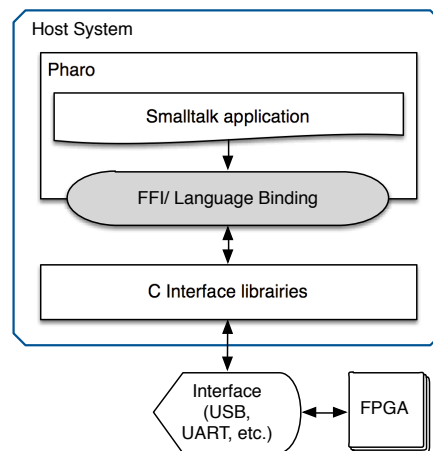 Host System
Pharo
Smalltalk application
FFI/ Language Binding
C Interface librairies
Interface
(USB,
UART, etc.)
FPGA